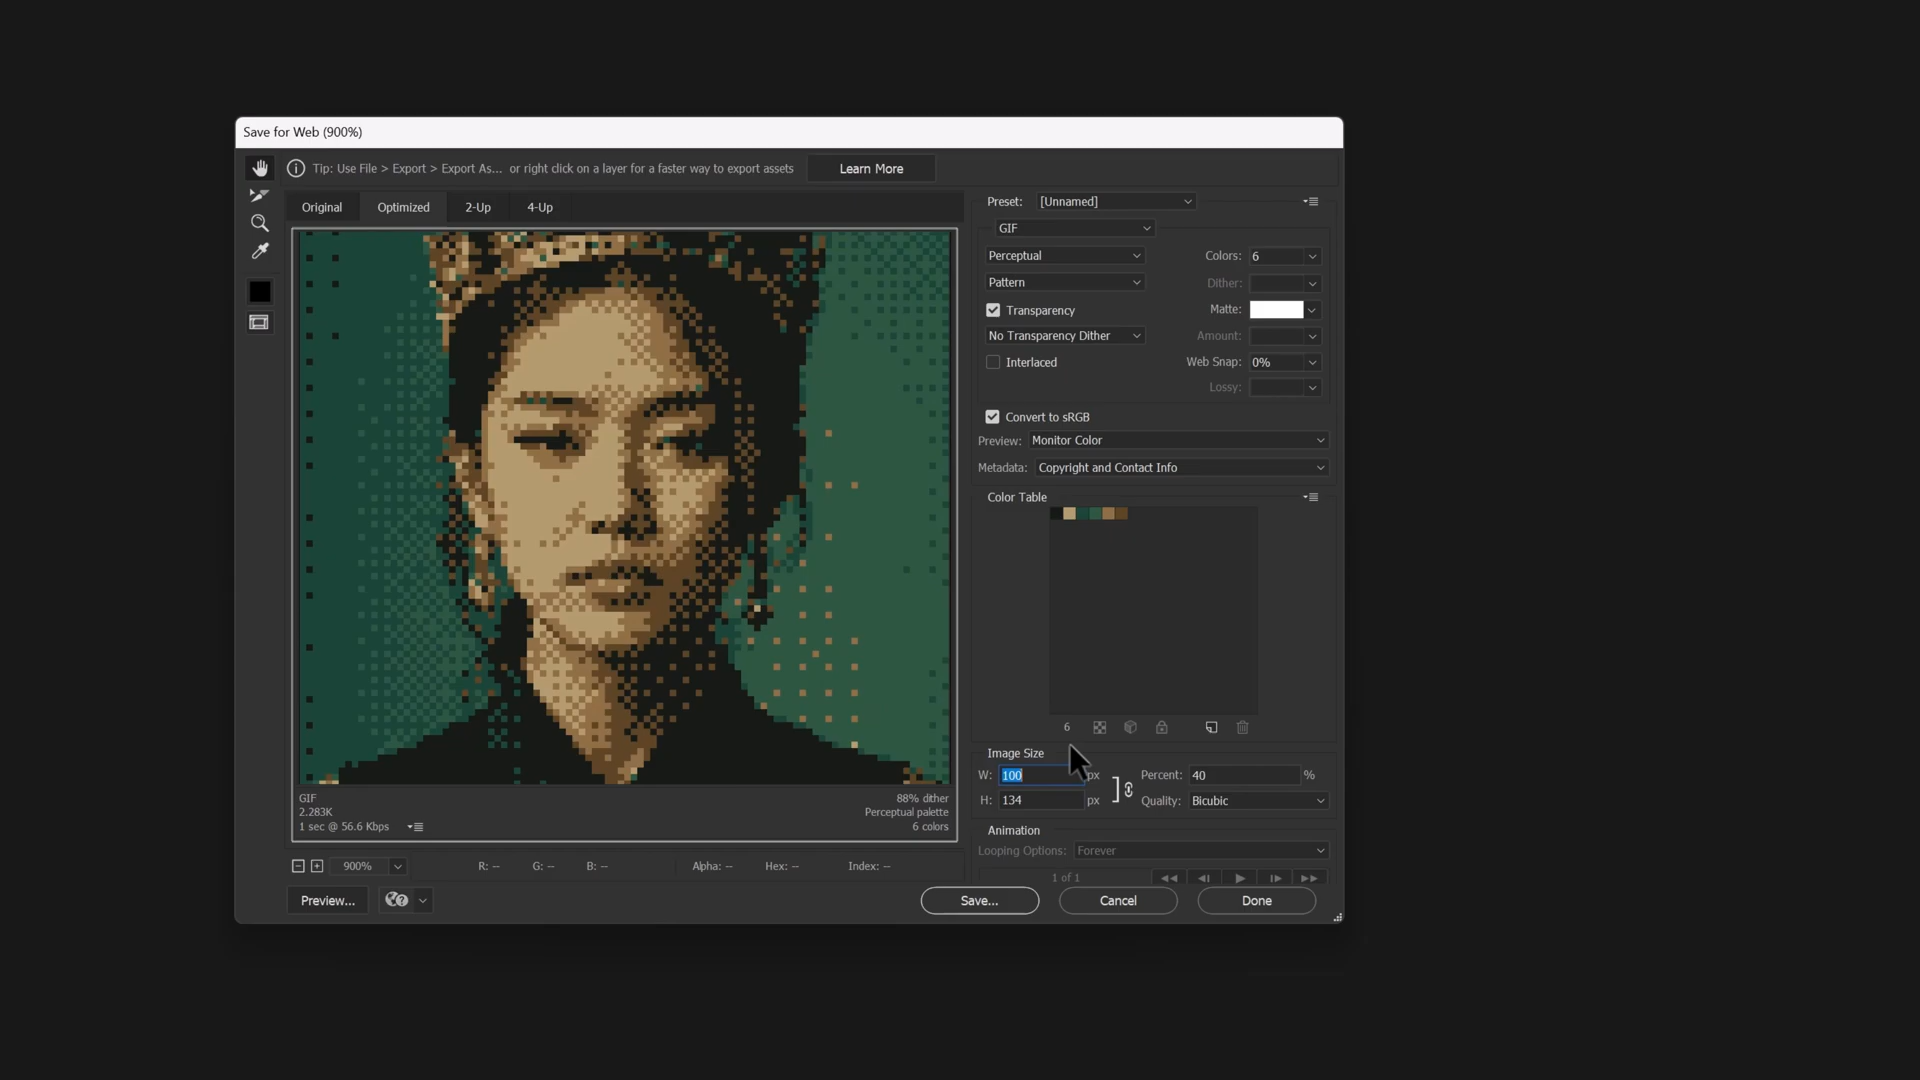 Save for Web (900%)
Tip: Use File > Export > Export As... or right click on a layer for a faster way to export assets
Learn More
Original
Optimized
2-Up
4-Up
Preset: [Unnamed]
GIF
Perceptual
Colors: 6
Pattern
Dither:
Transparency
Matte:
No Transparency Dither
Amount:
Interlaced
Web Snap: 0%
Lossy:
Convert to sRGB
Preview: Monitor Color
Metadata: Copyright and Contact Info
Color Table
6
Image Size
W: 100 px
Percent: 40 %
H: 134 px
Quality: Bicubic
Animation
Looping Options: Forever
1 of 1
GIF
2.283K
1 sec @ 56.6 Kbps
88% dither
Perceptual palette
6 colors
900%
R: --
G: --
B: --
Alpha: --
Hex: --
Index: --
Preview...
Save...
Cancel
Done